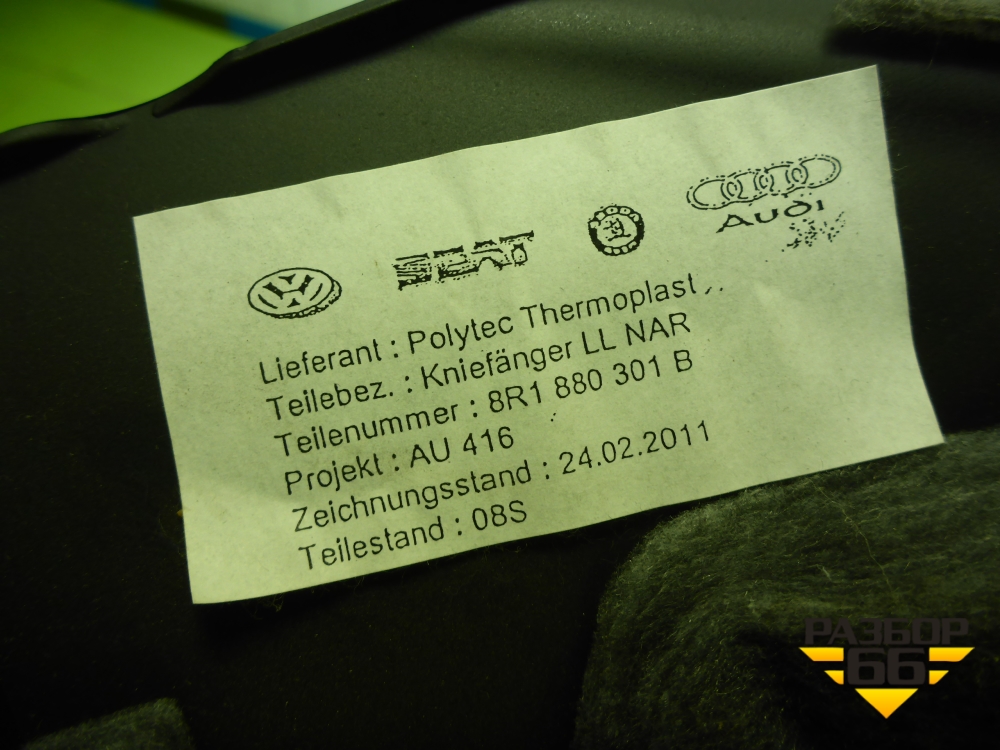 SEAT
AUDI
Lieferant : Polytec Thermoplast
Teilebez. : Kniefänger LL NAR
Teilenummer : 8R1 880 301 B
Projekt : AU 416
Zeichnungsstand : 24.02.2011
Teilestand : 08S
РАЗБОР
66